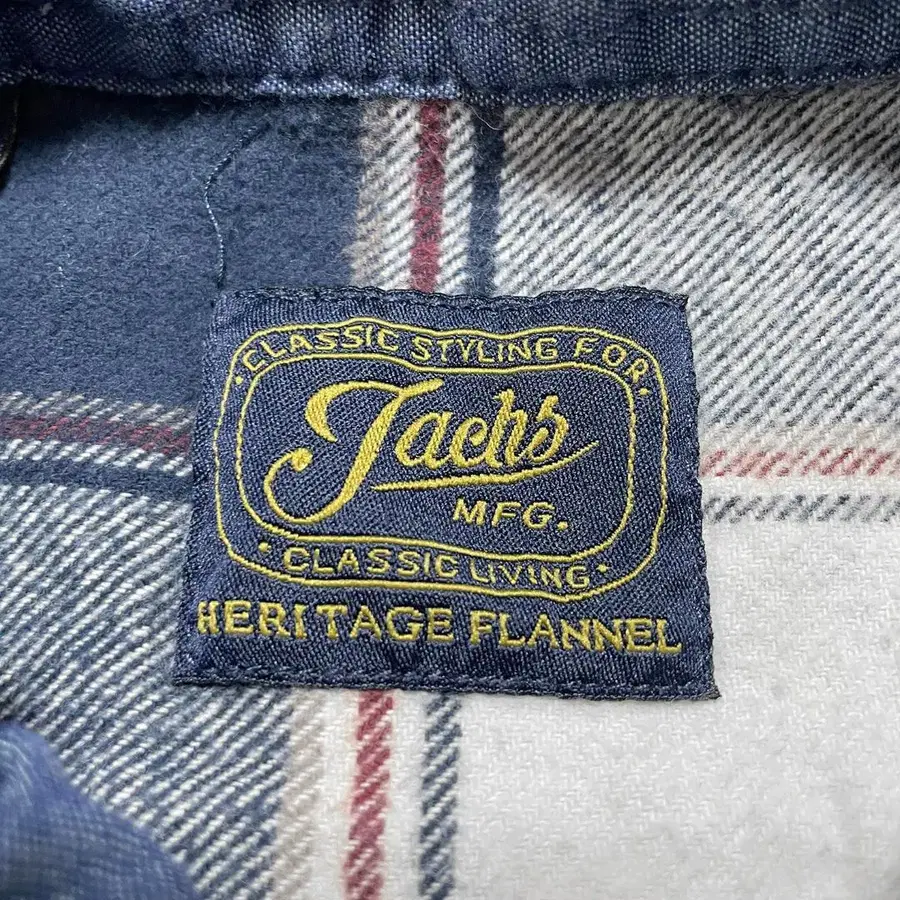 • CLASSIC STYLING FOR •
Jachs
MFG.
• CLASSIC LIVING •
HERITAGE FLANNEL